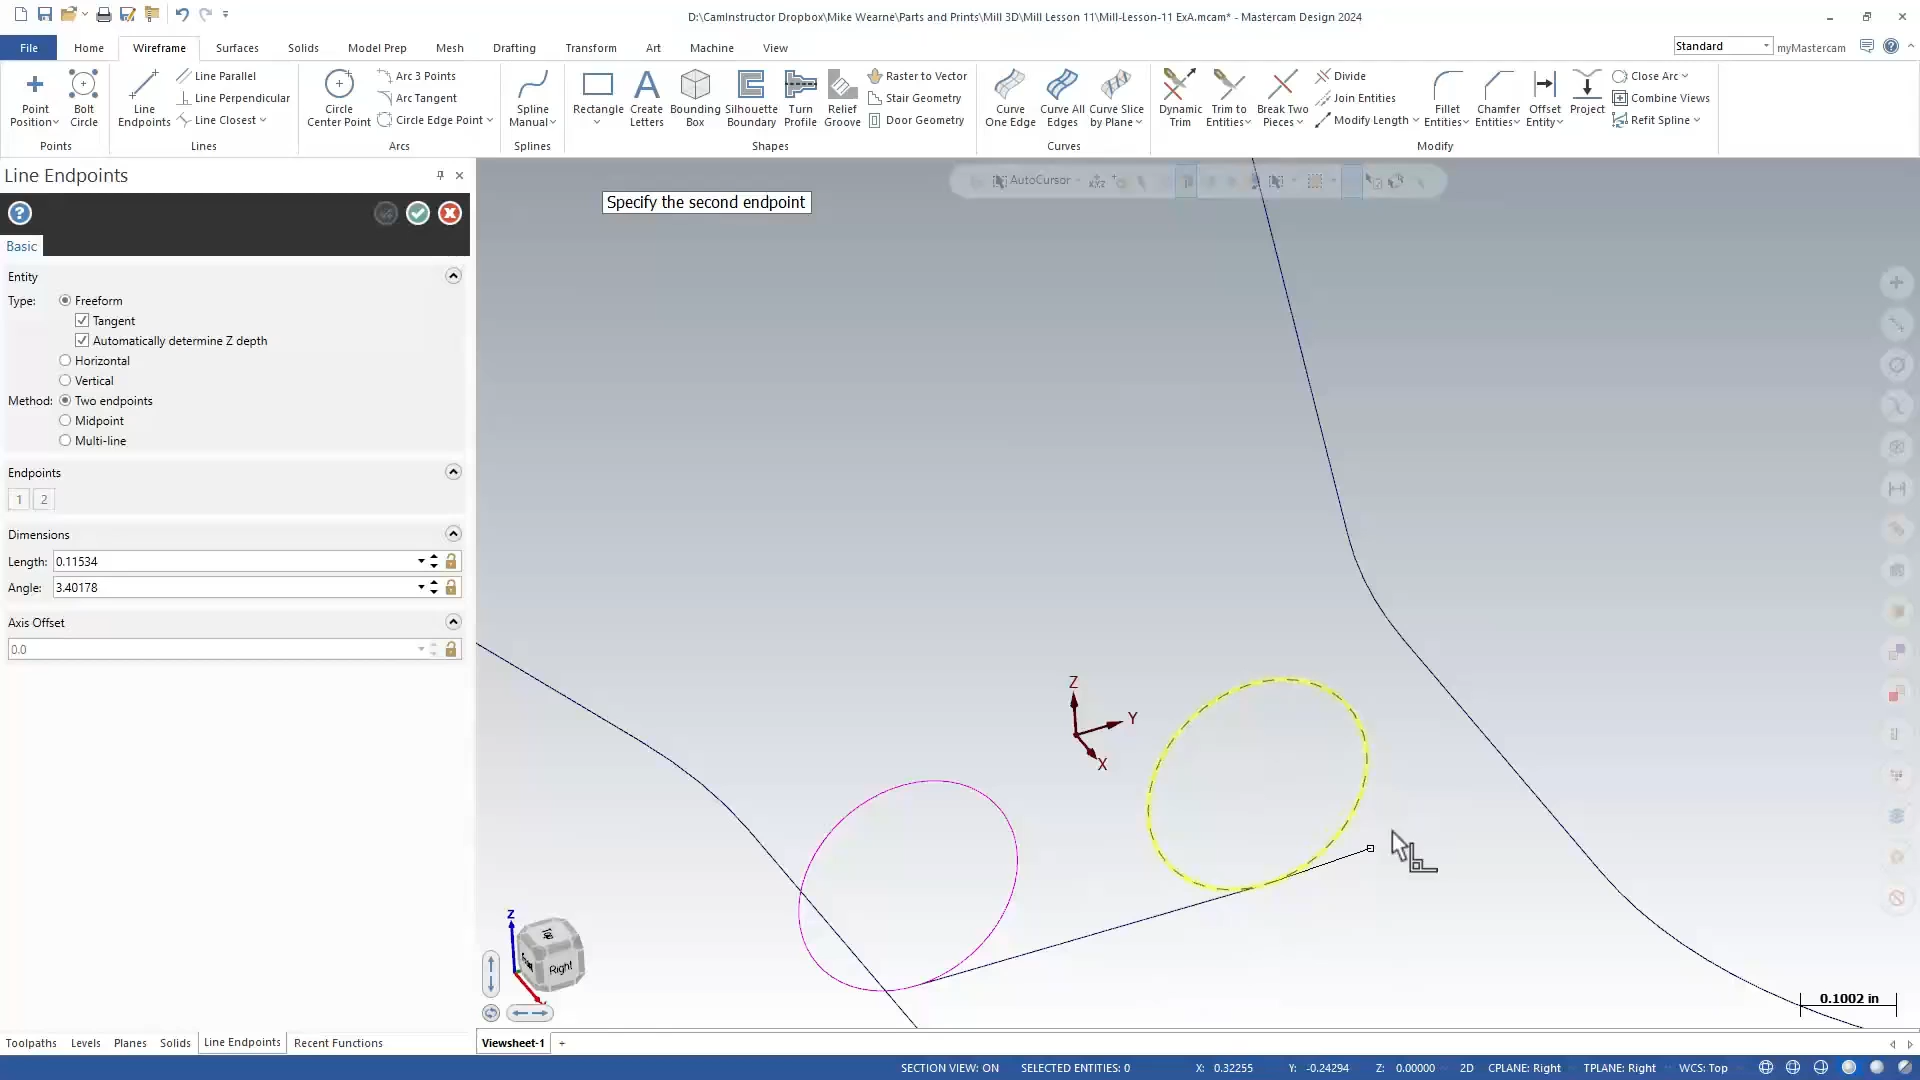 D:\CamInstructor Dropbox\Mike Wearne\Parts and Prints\Mill 3D\Mill Lesson 11\Mill-Lesson-11 ExA.mcam* - Mastercam Design 2024
File Home Wireframe Surfaces Solids Model Prep Mesh Drafting Transform Art Machine View
Standard
myMastercam
Point Position
Bolt Circle
Points
Line Endpoints
Line Parallel
Line Perpendicular
Line Closest
Lines
Circle Center Point
Arc 3 Points
Arc Tangent
Circle Edge Point
Arcs
Spline Manual
Splines
Rectangle
Create Letters
Bounding Box
Silhouette Boundary
Turn Profile
Relief Groove
Raster to Vector
Stair Geometry
Door Geometry
Shapes
Curve One Edge
Curve All Edges
Curve Slice by Plane
Curves
Dynamic Trim
Trim to Entities
Break Two Pieces
Divide
Join Entities
Modify Length
Fillet Entities
Chamfer Entities
Offset Entity
Project
Close Arc
Combine Views
Refit Spline
Modify
Line Endpoints
Basic
Entity
Type:
Freeform
Tangent
Automatically determine Z depth
Horizontal
Vertical
Method:
Two endpoints
Midpoint
Multi-line
Endpoints
1 2
Dimensions
Length: 0.11534
Angle: 3.40178
Axis Offset
0.0
AutoCursor
Specify the second endpoint
Z
Y
X
Z
Right
0.1002 in
Toolpaths Levels Planes Solids Line Endpoints Recent Functions
Viewsheet-1 +
SECTION VIEW: ON SELECTED ENTITIES: 0 X: 0.32255 Y: -0.24294 Z: 0.00000 2D CPLANE: Right TPLANE: Right WCS: Top